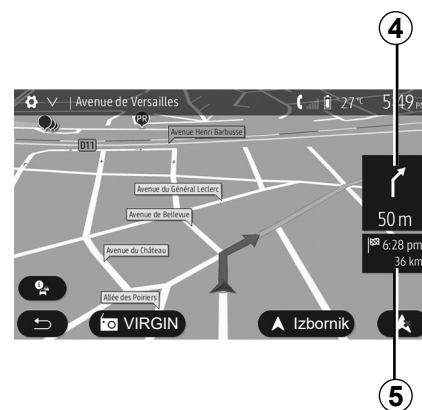 4
Avenue de Versailles
27 °C
5:49 PM
PR
Avenue Henri Barbusse
D11
Avenue du Général Leclerc
50 m
Avenue de Bellevue
6:28 pm
36 km
Avenue du Château
Allée des Poiriers
VIRGIN
Izbornik
5